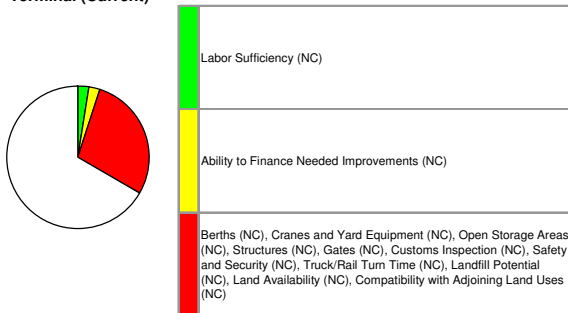 Terminal (Current)
Labor Sufficiency (NC)
Ability to Finance Needed Improvements (NC)
Berths (NC), Cranes and Yard Equipment (NC), Open Storage Areas
(NC), Structures (NC), Gates (NC), Customs Inspection (NC), Safety
and Security (NC), Truck/Rail Turn Time (NC), Landfill Potential
(NC), Land Availability (NC), Compatibility with Adjoining Land Uses
(NC)